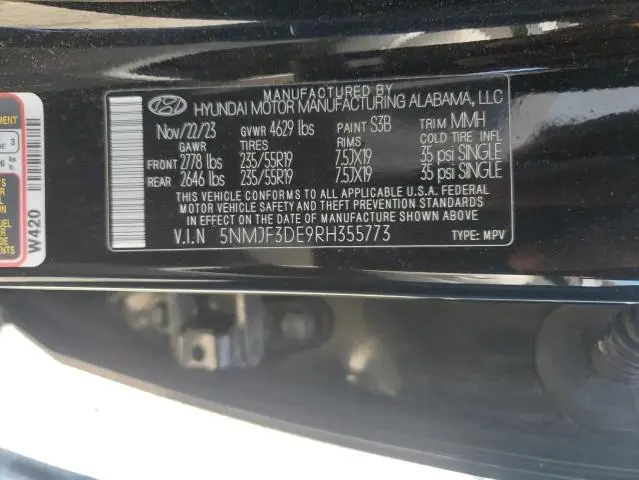 MANUFACTURED BY
HYUNDAI MOTOR MANUFACTURING ALABAMA, LLC
Nov/22/23 GVWR 4629 lbs PAINT S3B TRIM MMH
GAWR TIRES RIMS COLD TIRE INFL
FRONT 2778 lbs 235/55R19 7.5JX19 35 psi SINGLE
REAR 2646 lbs 235/55R19 7.5JX19 35 psi SINGLE
THIS VEHICLE CONFORMS TO ALL APPLICABLE U.S.A. FEDERAL
MOTOR VEHICLE SAFETY AND THEFT PREVENTION STANDARDS
IN EFFECT ON THE DATE OF MANUFACTURE SHOWN ABOVE.
V.I.N 5NMJF3DE9RH355773 TYPE: MPV
W420
3
lbs.